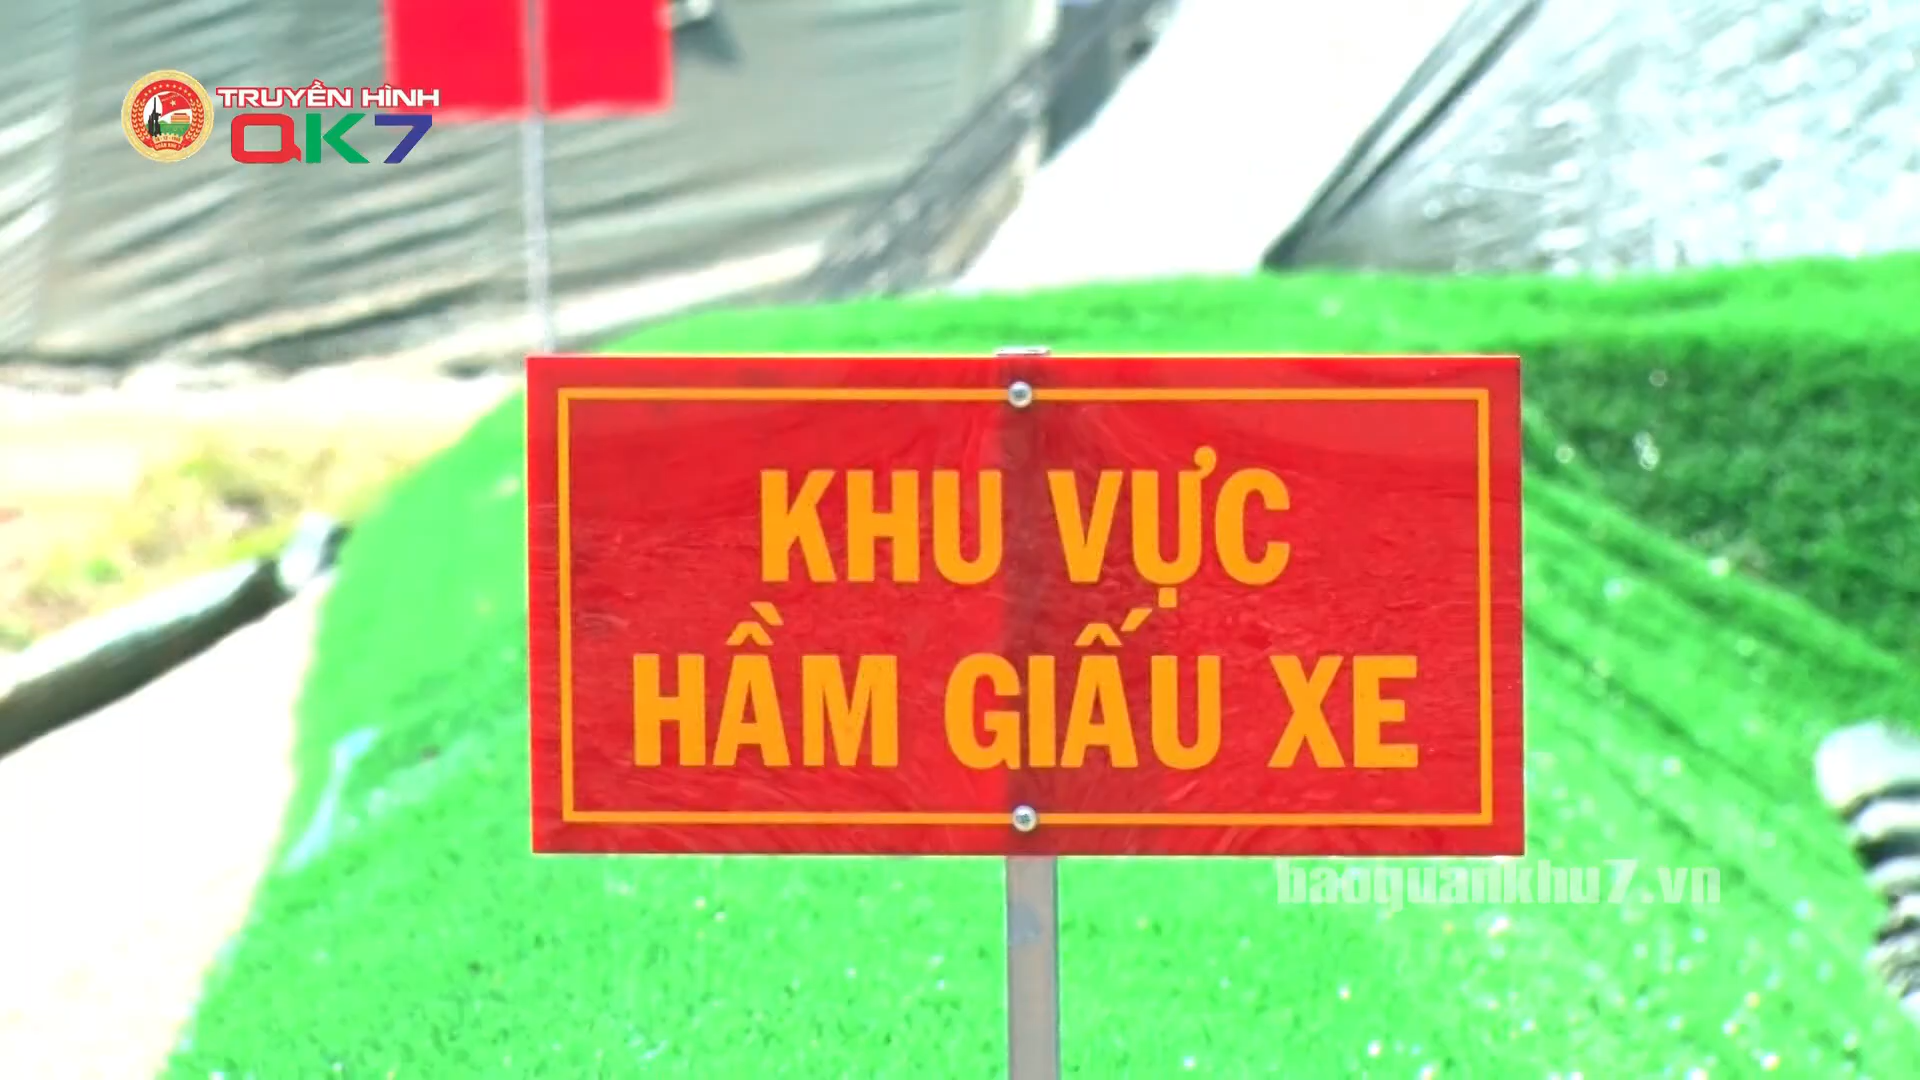 TRUYỀN HÌNH
QK7
KHU VỰC
HẦM GIẤU XE
baoquankhu7.vn